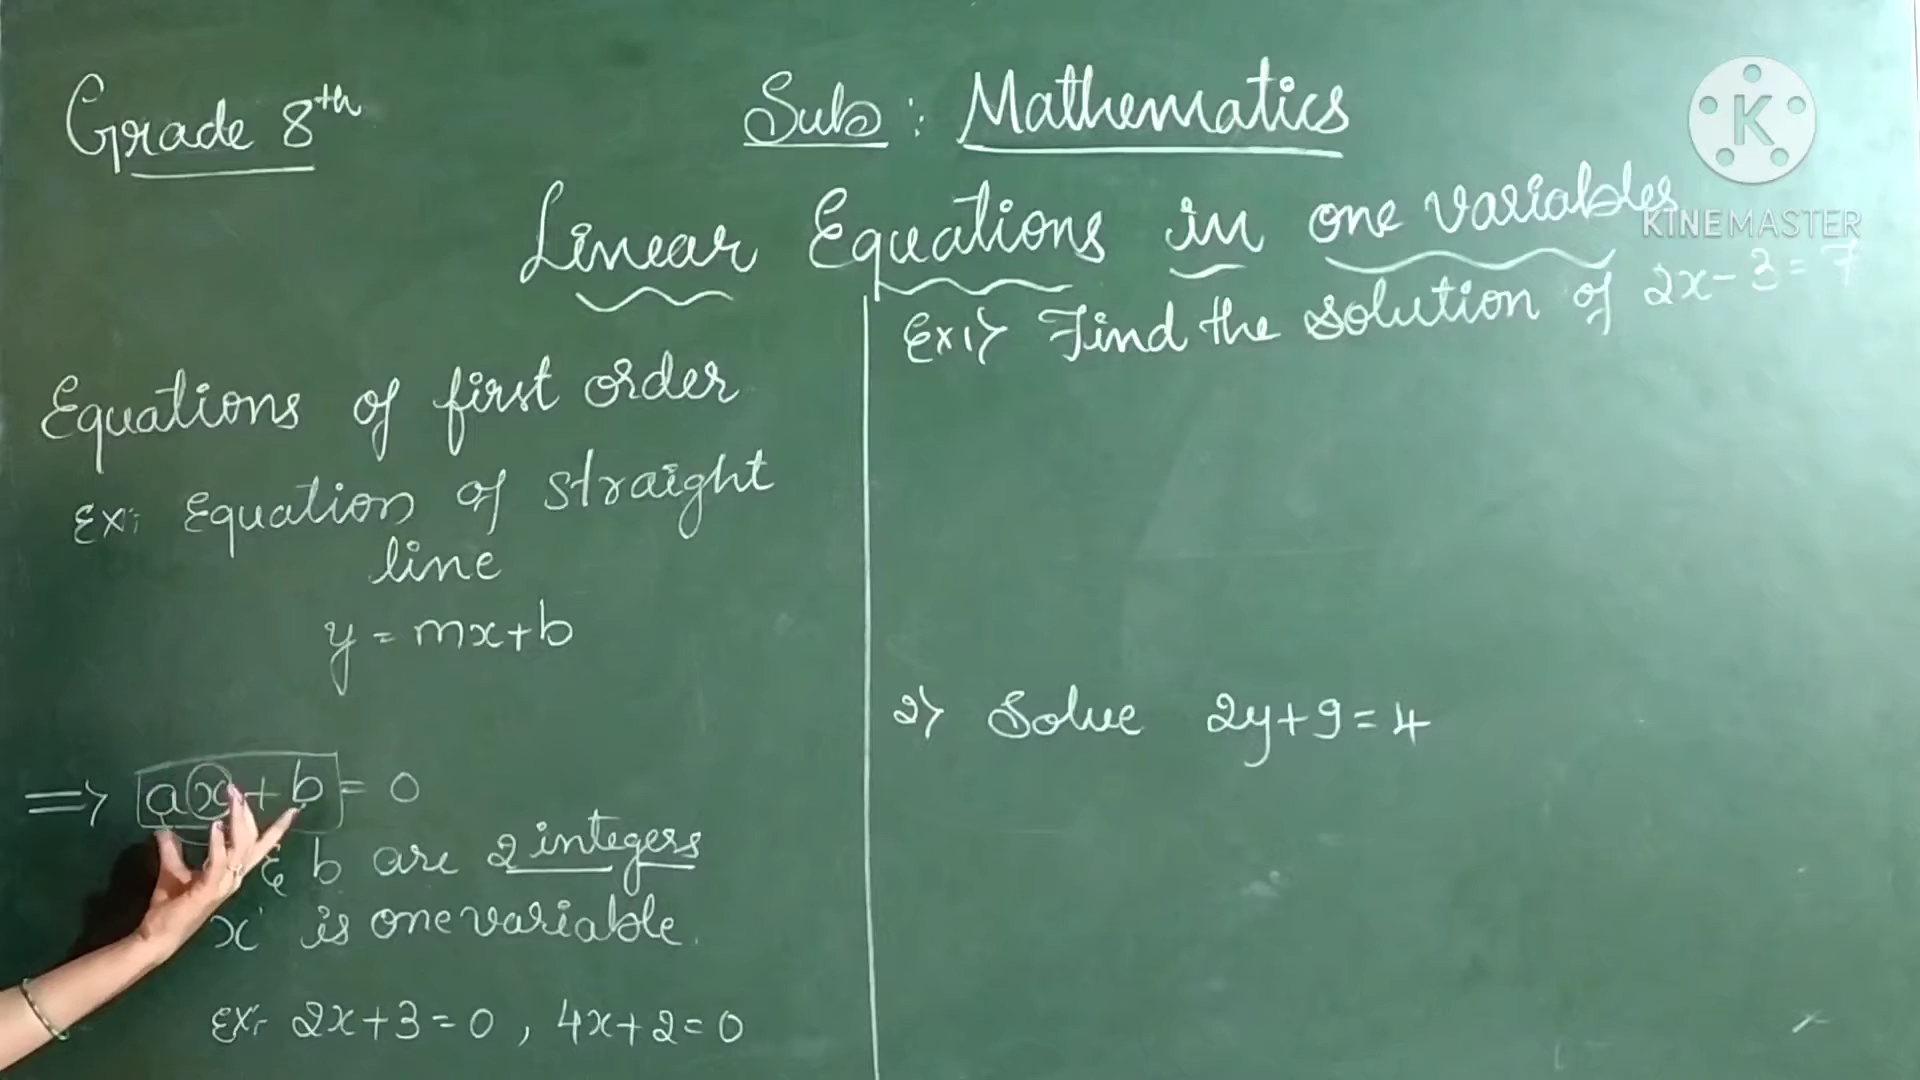 Grade 8th
Sub : Mathematics
K
KINEMASTER
Linear Equations in one variables
Equations of first order
Ex: Equation of straight
line
y = mx+b
=> ax+b = 0
& b are 2 integers
x is one variable.
Ex: 2x+3=0, 4x+2=0
Ex1> Find the solution of 2x-3=7
2> Solve 2y+9=4